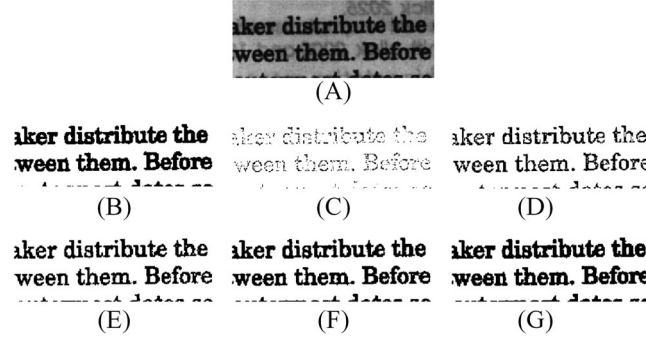 aker distribute the
ween them. Before
(A)
aker distribute the
ween them. Before
(B)
aker distribute the
ween them. Before
(C)
aker distribute the
ween them. Before
(D)
aker distribute the
ween them. Before
(E)
aker distribute the
ween them. Before
(F)
aker distribute the
ween them. Before
(G)